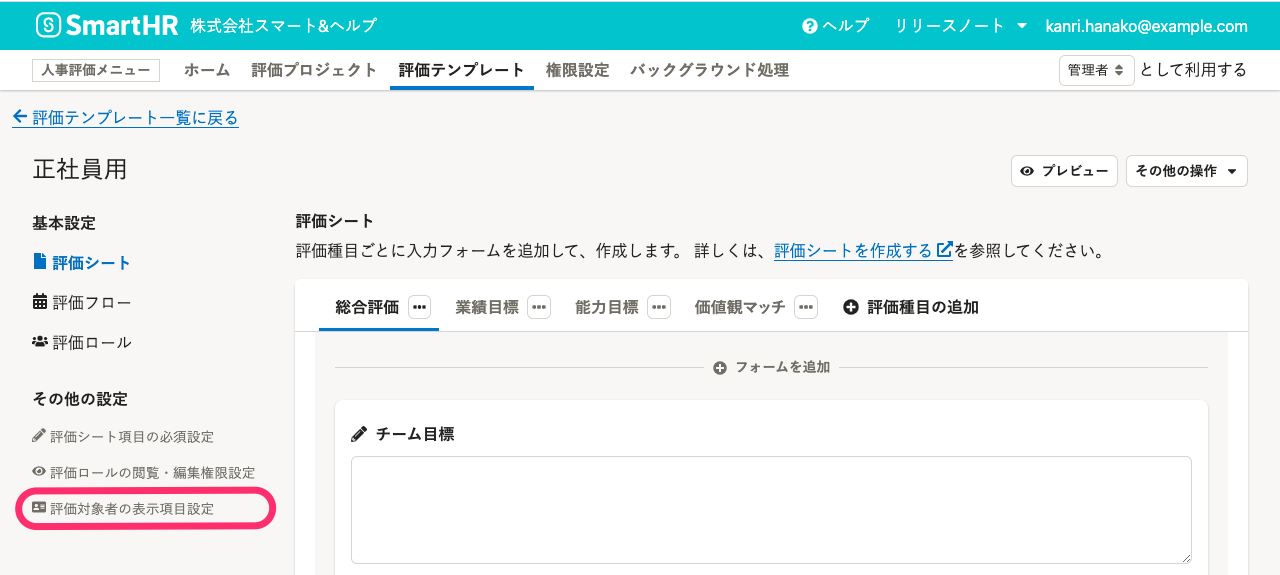 SmartHR 株式会社スマート&ヘルプ ヘルプ リリースノート kanri.hanako@example.com
人事評価メニュー ホーム 評価プロジェクト 評価テンプレート 権限設定 バックグラウンド処理 管理者 として利用する
評価テンプレート一覧に戻る
正社員用 プレビュー その他の操作
基本設定
評価シート
評価フロー
評価ロール
その他の設定
評価シート項目の必須設定
評価ロールの閲覧・編集権限設定
評価対象者の表示項目設定
評価シート
評価種目ごとに入力フォームを追加して、作成します。 詳しくは、評価シートを作成するを参照してください。
総合評価 業績目標 能力目標 価値観マッチ 評価種目の追加
フォームを追加
チーム目標